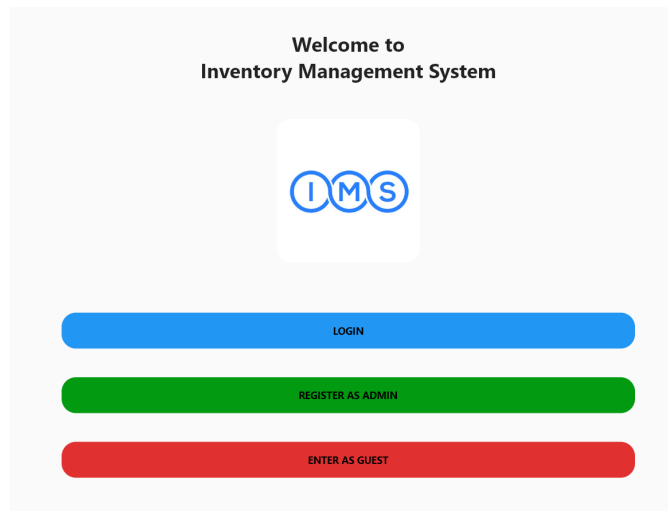 Welcome to
Inventory Management System
IMS
LOGIN
REGISTER AS ADMIN
ENTER AS GUEST